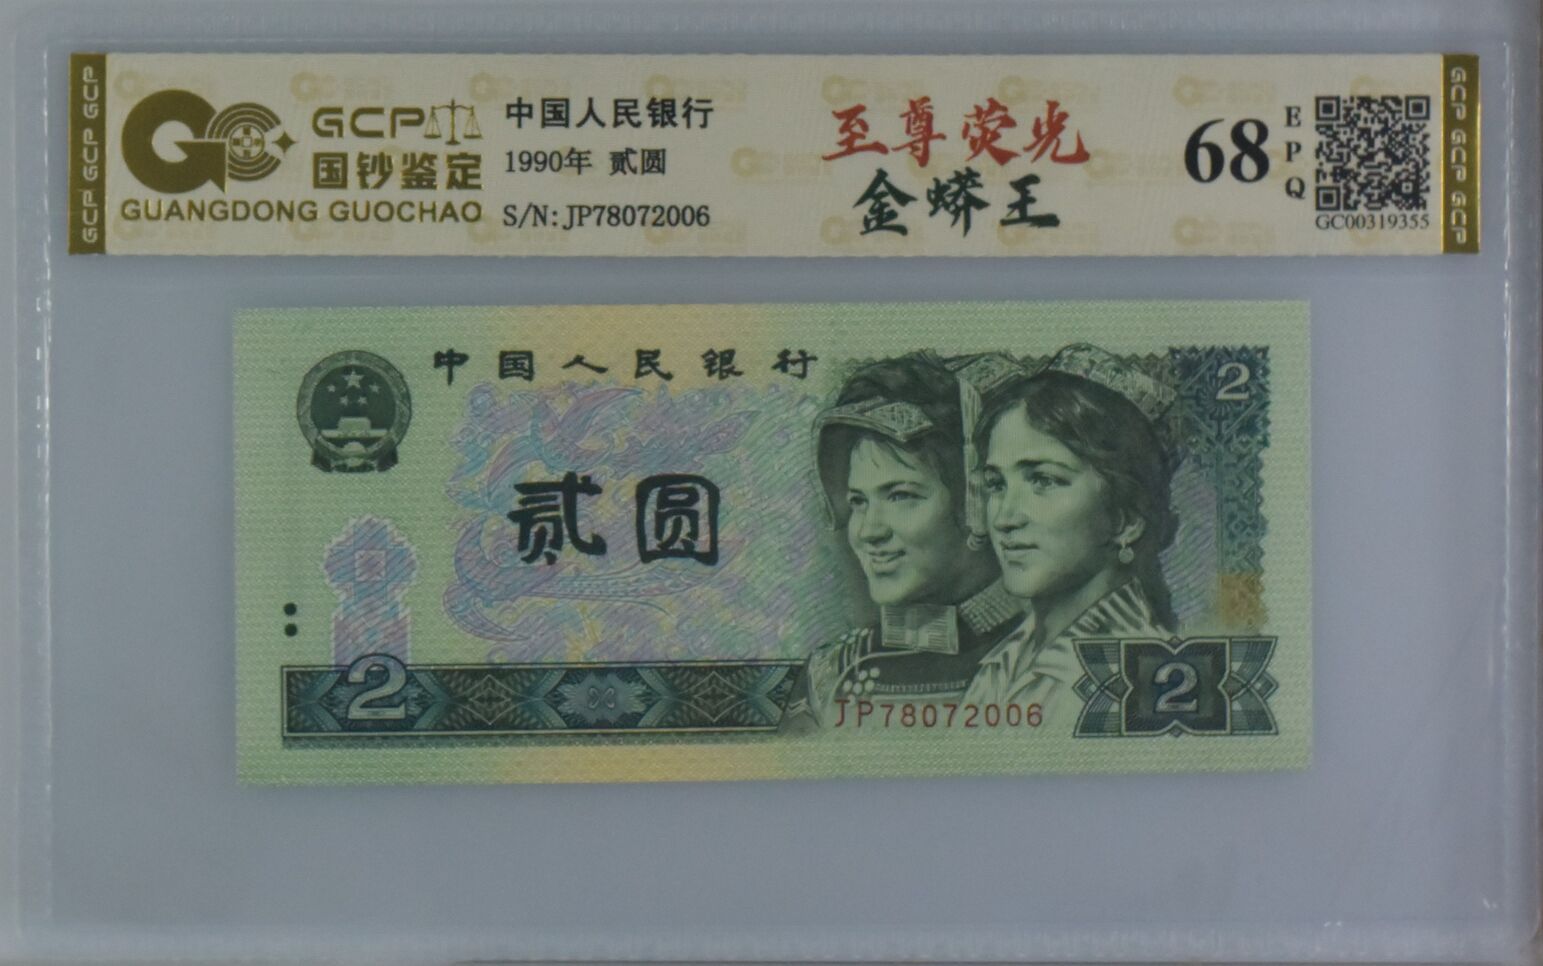 GCP GCP GCP
GCP
国钞鉴定
GUANGDONG GUOCHAO
中国人民银行
1990年 贰圆
S/N:JP78072006
至尊荧光
金蟒王
68
EPQ
GC00319355
GCP GCP GCP
中国人民银行
2
贰圆
2
2
JP78072006